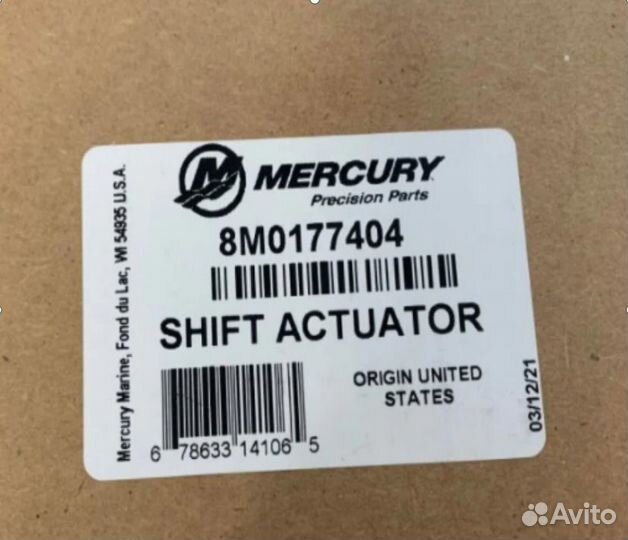 MERCURY
Precision Parts
8M0177404
SHIFT ACTUATOR
ORIGIN UNITED
STATES
6 78633 14106 5
Mercury Marine, Fond du Lac, WI 54935 U.S.A.
03/12/21
Avito